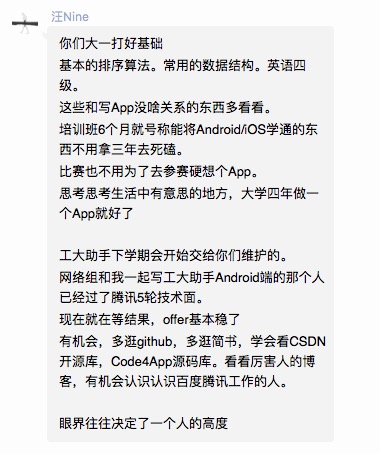 汪Nine
你们大一打好基础
基本的排序算法。常用的数据结构。英语四
级。
这些和写App没啥关系的东西多看看。
培训班6个月就号称能将Android/iOS学通的东
西不用拿三年去死磕。
比赛也不用为了去参赛硬想个App。
思考思考生活中有意思的地方，大学四年做一
个App就好了
工大助手下学期会开始交给你们维护的。
网络组和我一起写工大助手Android端的那个人
已经过了腾讯5轮技术面。
现在就在等结果，offer基本稳了
有机会，多逛github，多逛简书，学会看CSDN
开源库，Code4App源码库。看看厉害人的博
客，有机会认识认识百度腾讯工作的人。
眼界往往决定了一个人的高度